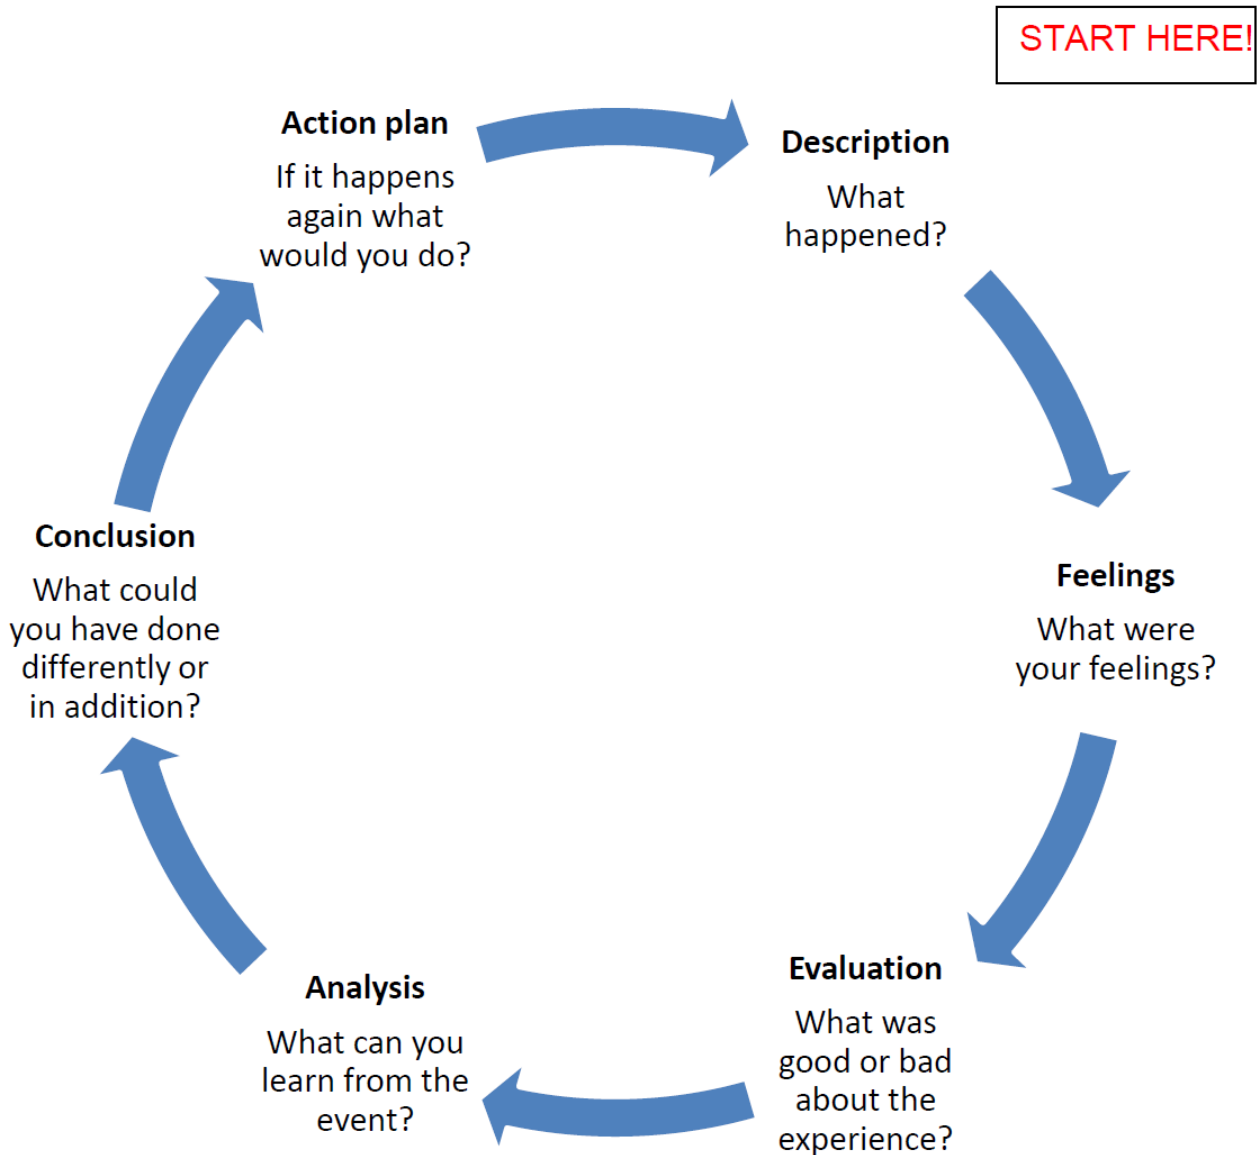 START HERE!
Description
What
happened?
Feelings
What were
your feelings?
Evaluation
What was
good or bad
about the
experience?
Analysis
What can you
learn from the
event?
Conclusion
What could
you have done
differently or
in addition?
Action plan
If it happens
again what
would you do?